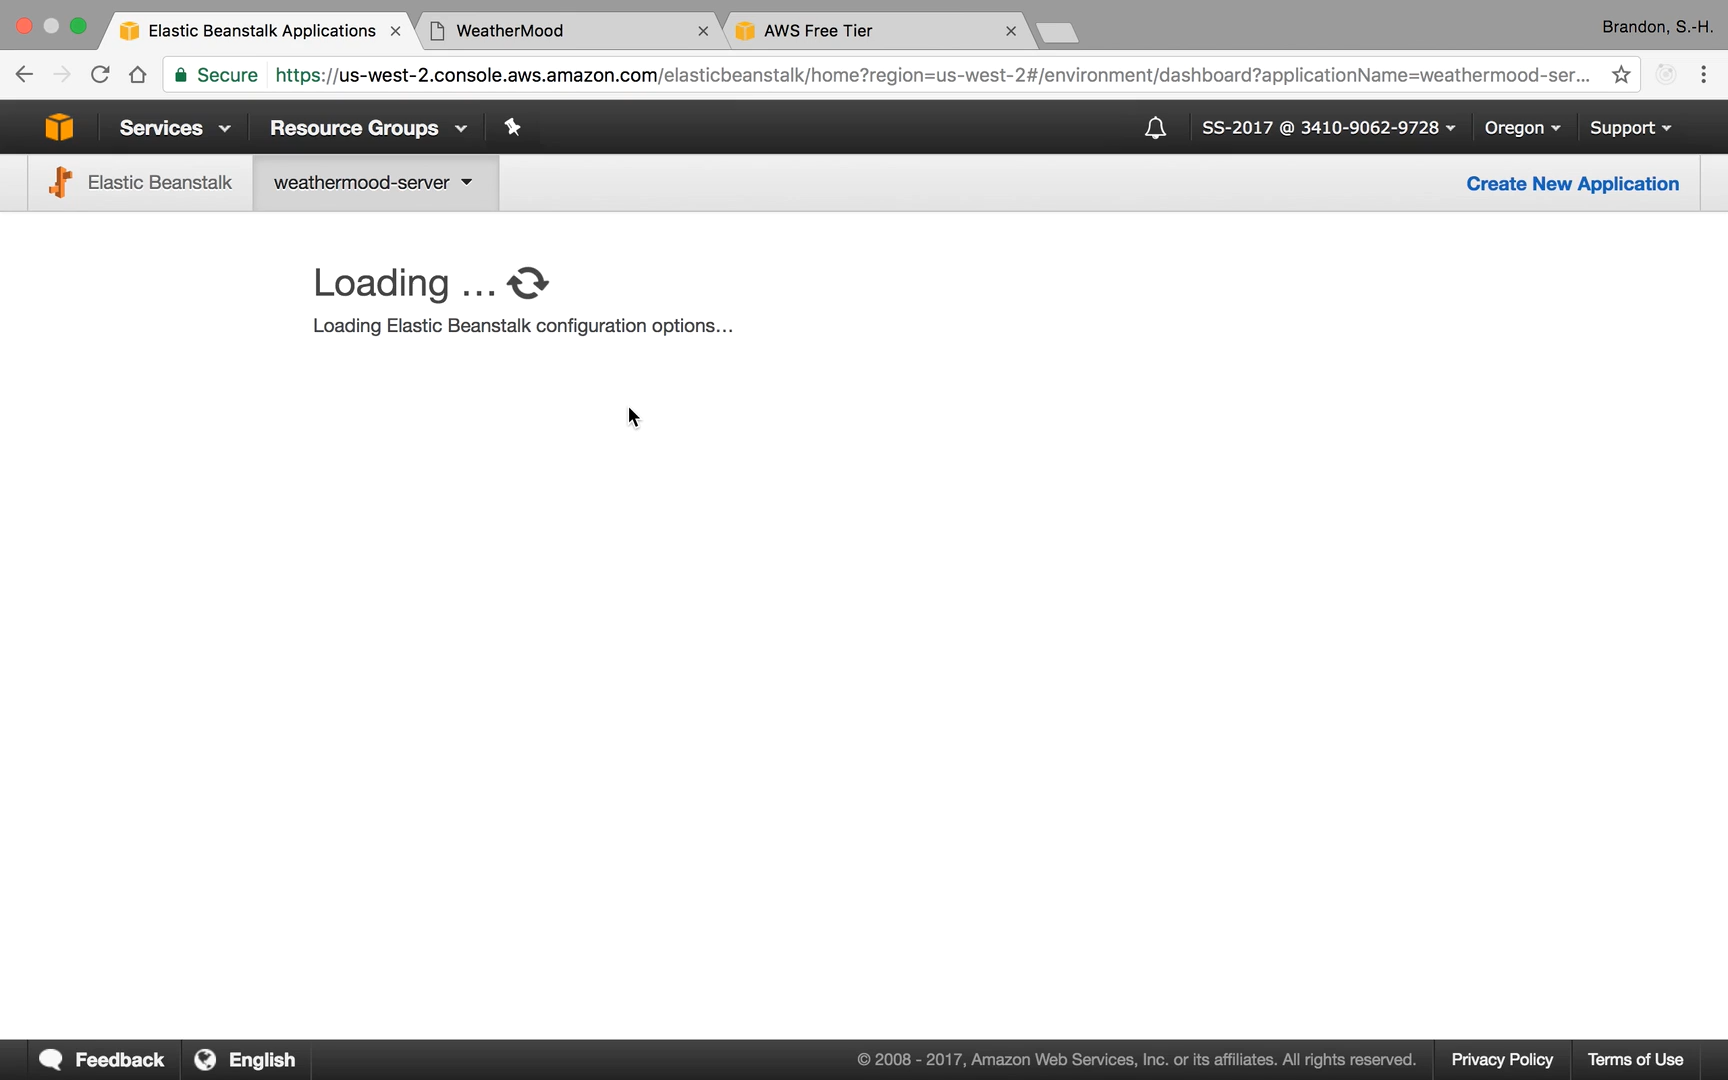 Elastic Beanstalk Applications
WeatherMood
AWS Free Tier
Brandon, S.-H.
Secure https://us-west-2.console.aws.amazon.com/elasticbeanstalk/home?region=us-west-2#/environment/dashboard?applicationName=weathermood-ser...
Services Resource Groups SS-2017 @ 3410-9062-9728 Oregon Support
Elastic Beanstalk weathermood-server Create New Application
Loading ...
Loading Elastic Beanstalk configuration options...
Feedback English © 2008 - 2017, Amazon Web Services, Inc. or its affiliates. All rights reserved. Privacy Policy Terms of Use